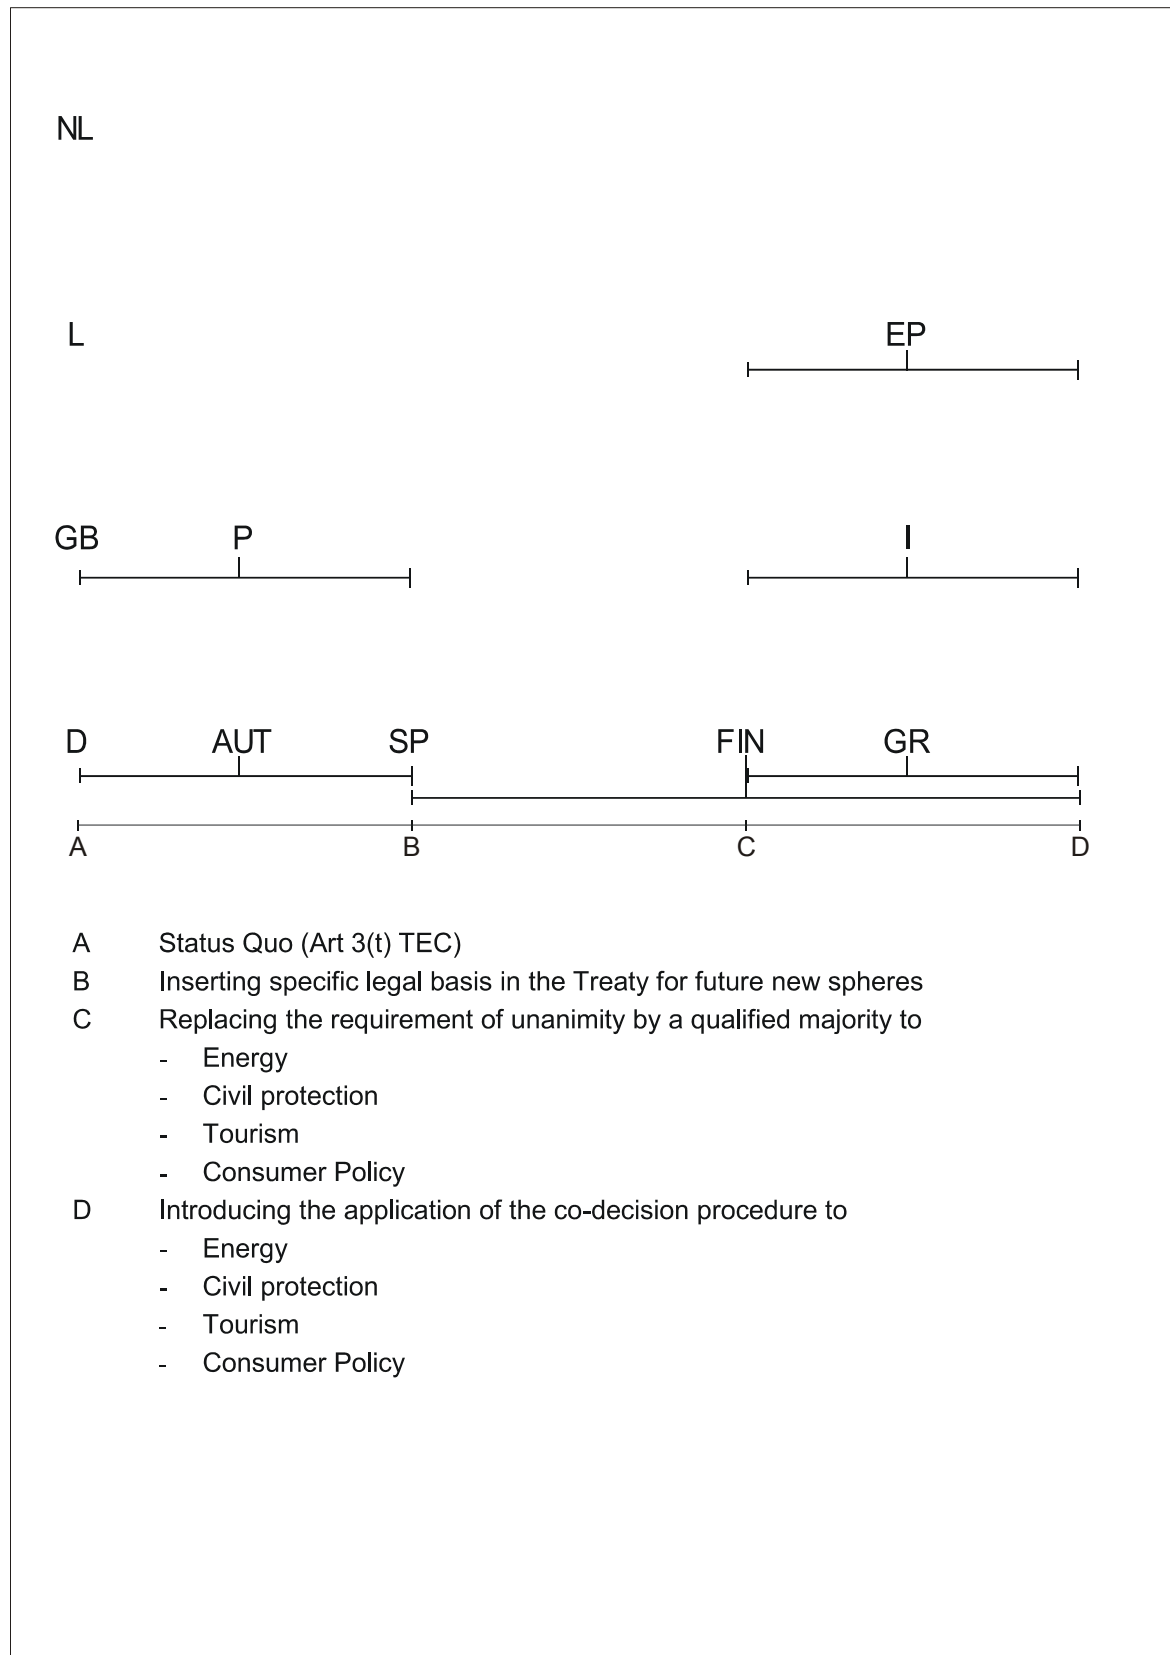 NL
L EP
GB P I
D AUT SP FIN GR
A B C D
A Status Quo (Art 3(t) TEC)
B Inserting specific legal basis in the Treaty for future new spheres
C Replacing the requirement of unanimity by a qualified majority to
- Energy
- Civil protection
- Tourism
- Consumer Policy
D Introducing the application of the co-decision procedure to
- Energy
- Civil protection
- Tourism
- Consumer Policy